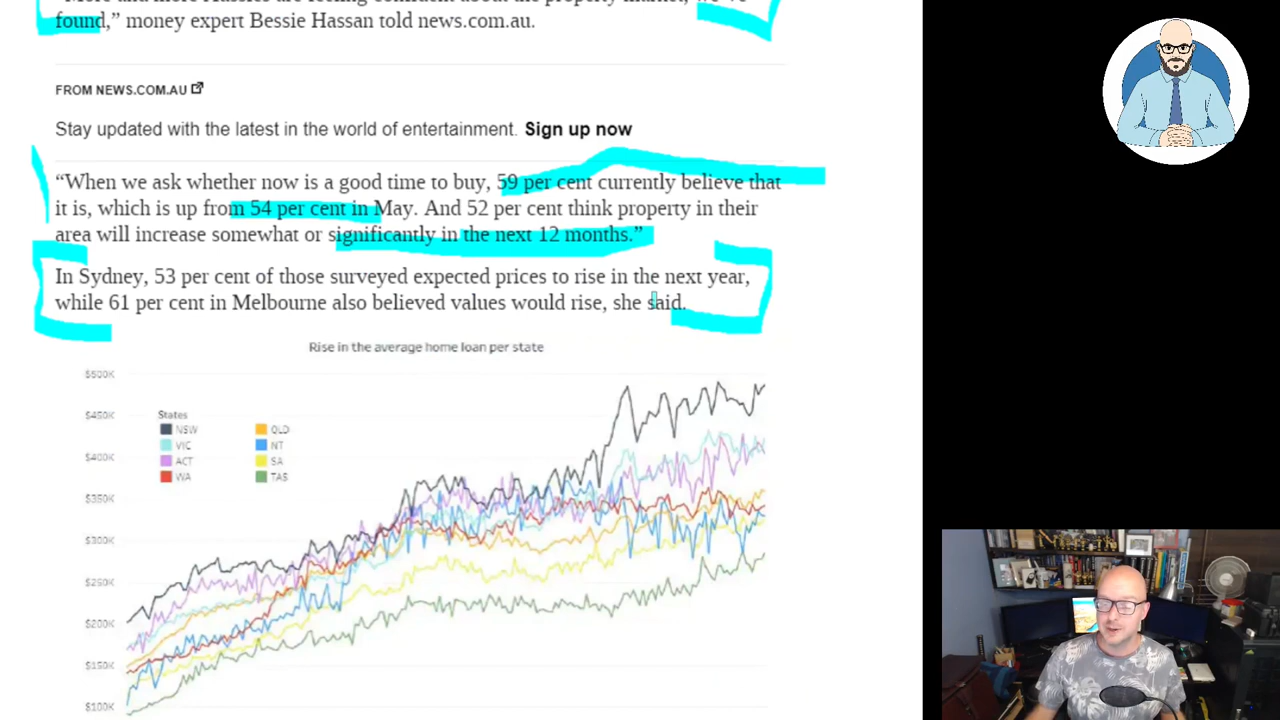 found,” money expert Bessie Hassan told news.com.au.
FROM NEWS.COM.AU
Stay updated with the latest in the world of entertainment. Sign up now
“When we ask whether now is a good time to buy, 59 per cent currently believe that
it is, which is up from 54 per cent in May. And 52 per cent think property in their
area will increase somewhat or significantly in the next 12 months.”
In Sydney, 53 per cent of those surveyed expected prices to rise in the next year,
while 61 per cent in Melbourne also believed values would rise, she said.
Rise in the average home loan per state
$500K
$450K
States
NSW
QLD
VIC
NT
ACT
SA
WA
TAS
$400K
$350K
$300K
$250K
$200K
$150K
$100K